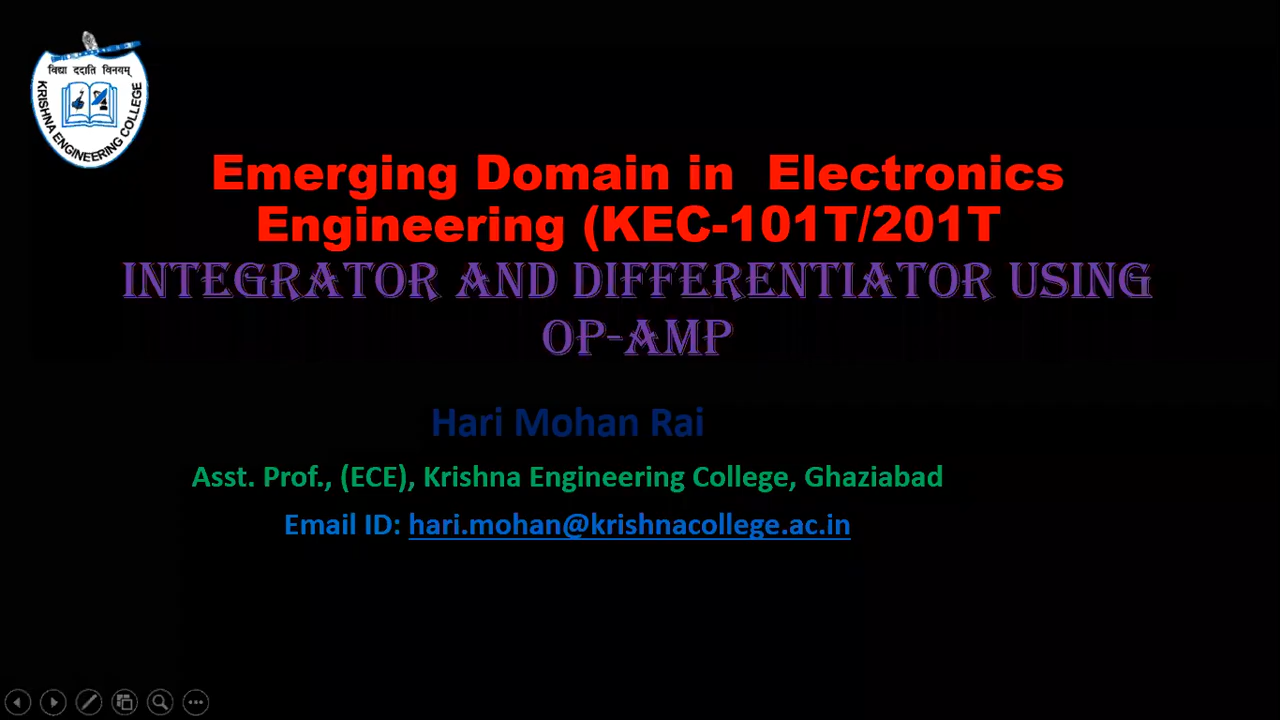 विद्या ददाति विनयम्
KRISHNA ENGINEERING COLLEGE
Emerging Domain in Electronics
Engineering (KEC-101T/201T
INTEGRATOR AND DIFFERENTIATOR USING
OP-AMP
Hari Mohan Rai
Asst. Prof., (ECE), Krishna Engineering College, Ghaziabad
Email ID: hari.mohan@krishnacollege.ac.in